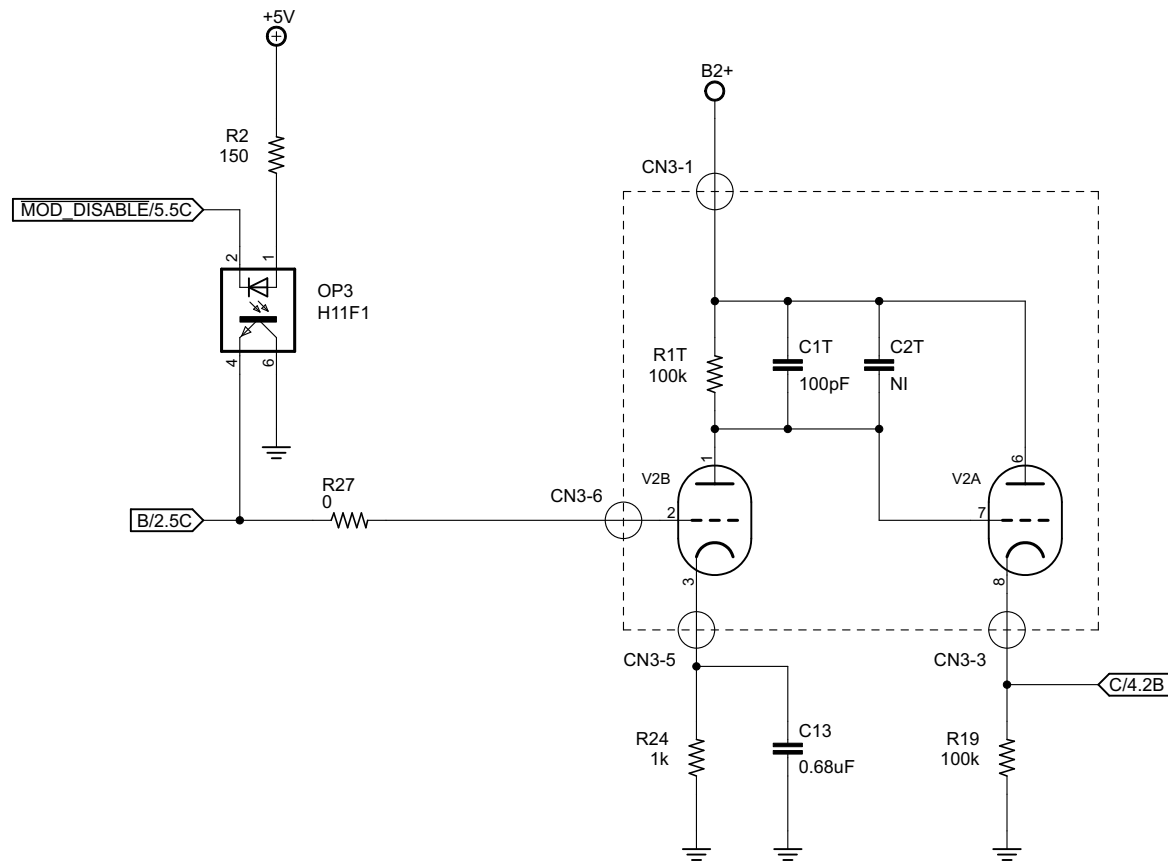 +5V
B2+
R2
150
CN3-1
MOD_DISABLE/5.5C
2
1
OP3
H11F1
4
6
R1T
100k
C1T
100pF
C2T
NI
1
V2B
6
V2A
R27
0
CN3-6
B/2.5C
2
7
3
8
CN3-5
CN3-3
C/4.2B
R24
1k
C13
0.68uF
R19
100k